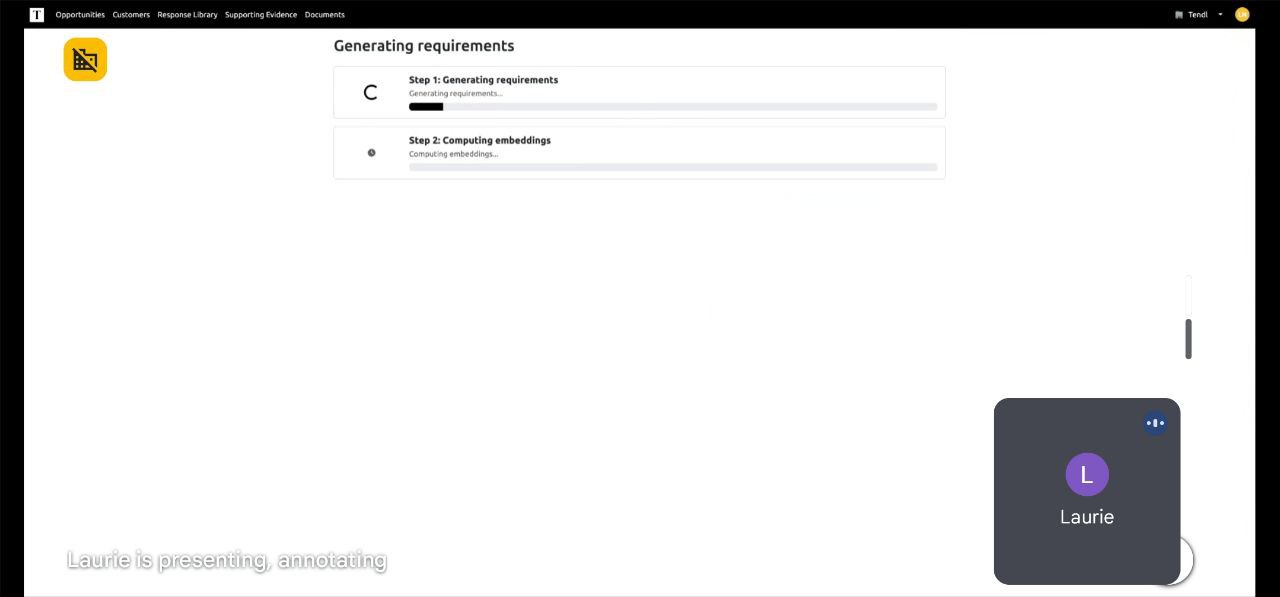 T Opportunities Customers Response Library Supporting Evidence Documents Tendl
Generating requirements
Step 1: Generating requirements
Generating requirements...
Step 2: Computing embeddings
Computing embeddings...
L
Laurie
Laurie is presenting, annotating